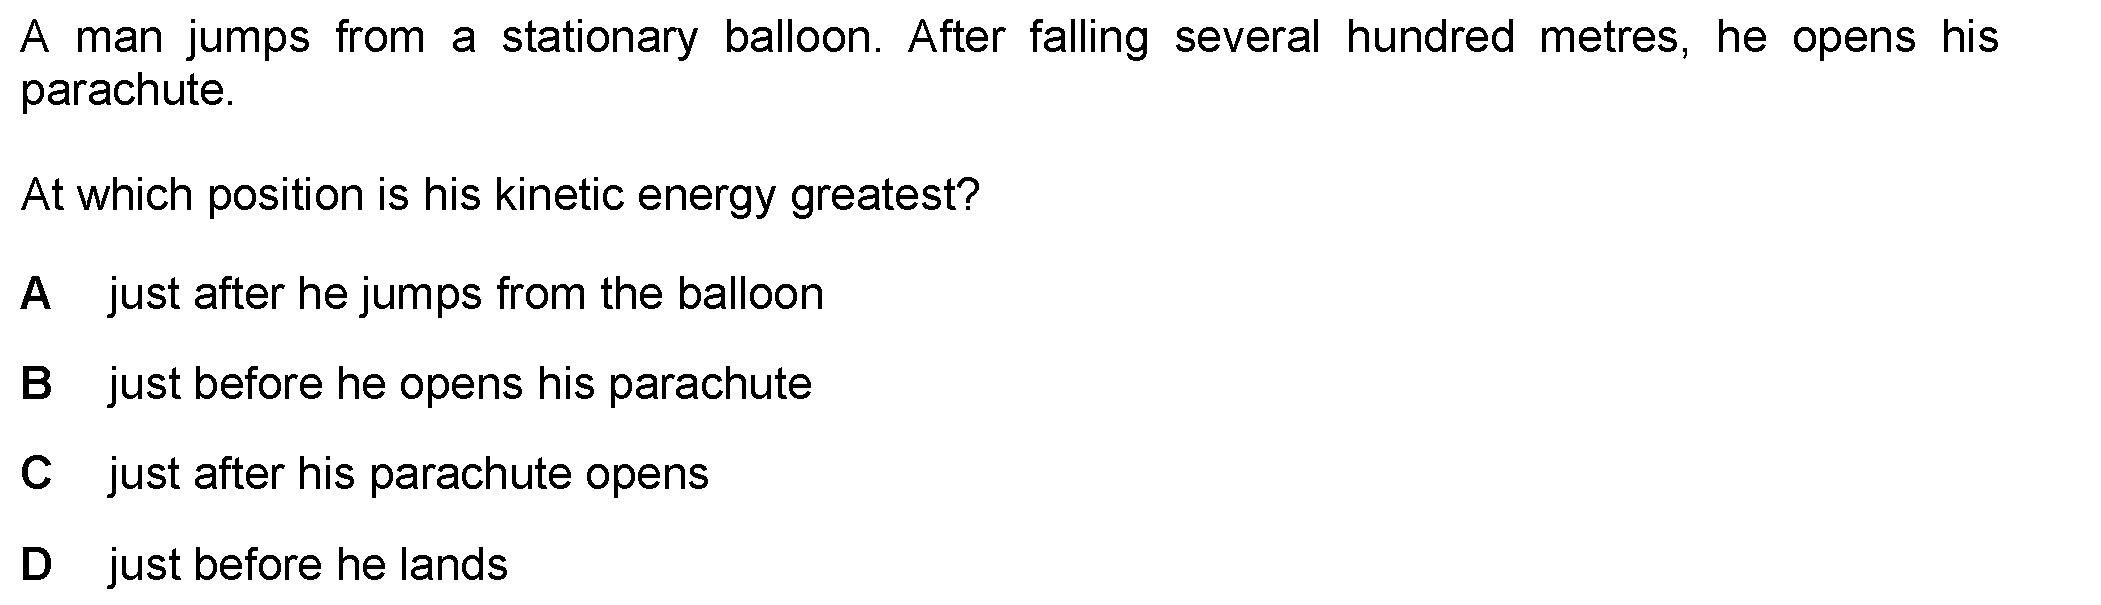 A man jumps from a stationary balloon. After falling several hundred metres, he opens his
parachute.
At which position is his kinetic energy greatest?
A just after he jumps from the balloon
B just before he opens his parachute
C just after his parachute opens
D just before he lands